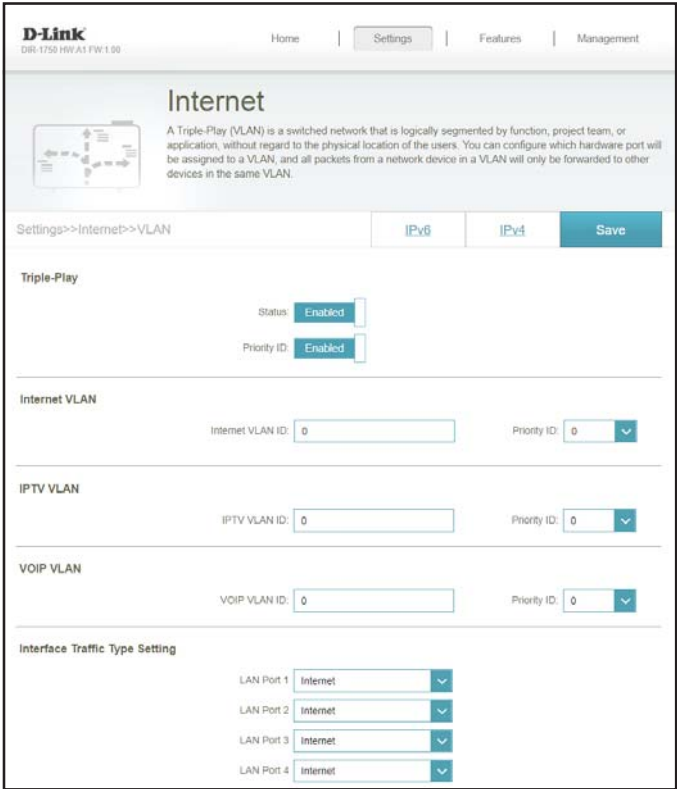 D-Link
DIR-1750 HW:A1 FW:1.00
Home | Settings | Features | Management
Internet
A Triple-Play (VLAN) is a switched network that is logically segmented by function, project team, or
application, without regard to the physical location of the users. You can configure which hardware port will
be assigned to a VLAN, and all packets from a network device in a VLAN will only be forwarded to other
devices in the same VLAN.
Settings>>Internet>>VLAN IPv6 IPv4 Save
Triple-Play
Status: Enabled
Priority ID: Enabled
Internet VLAN
Internet VLAN ID: 0 Priority ID: 0
IPTV VLAN
IPTV VLAN ID: 0 Priority ID: 0
VOIP VLAN
VOIP VLAN ID: 0 Priority ID: 0
Interface Traffic Type Setting
LAN Port 1 Internet
LAN Port 2 Internet
LAN Port 3 Internet
LAN Port 4 Internet